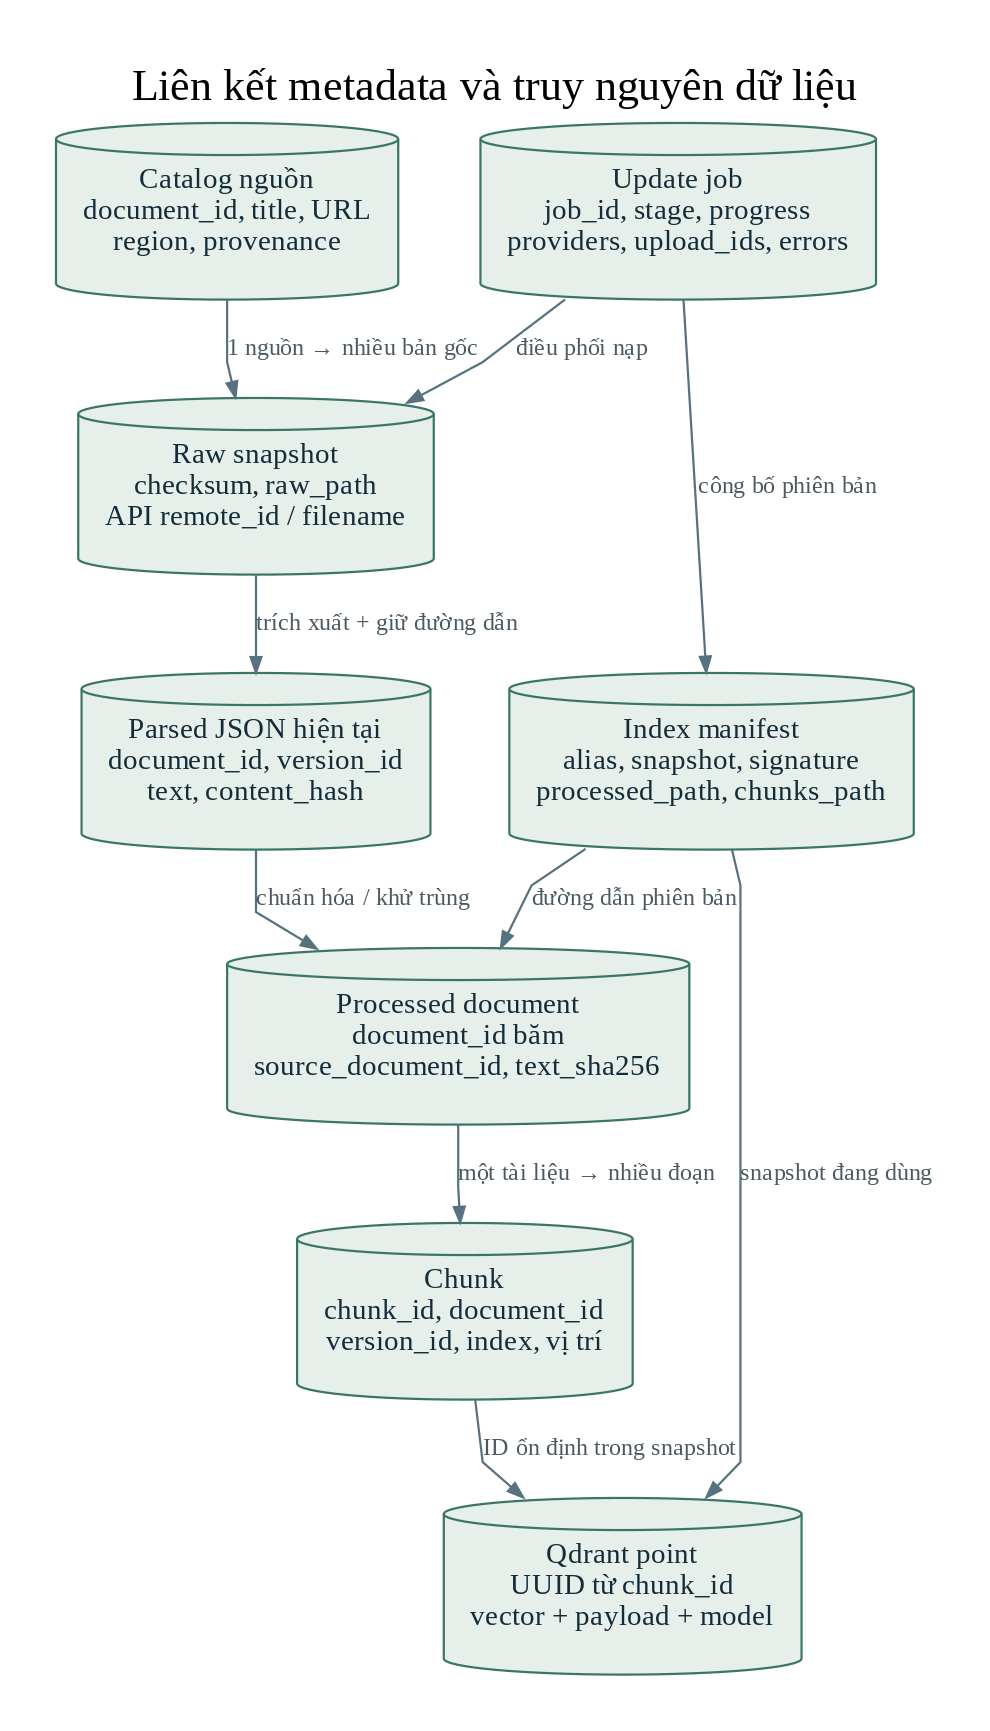 Liên kết metadata và truy nguyên dữ liệu
Catalog nguồn
document_id, title, URL
region, provenance
Update job
job_id, stage, progress
providers, upload_ids, errors
1 nguồn → nhiều bản gốc
điều phối nạp
Raw snapshot
checksum, raw_path
API remote_id / filename
công bố phiên bản
trích xuất + giữ đường dẫn
Parsed JSON hiện tại
document_id, version_id
text, content_hash
Index manifest
alias, snapshot, signature
processed_path, chunks_path
chuẩn hóa / khử trùng
đường dẫn phiên bản
Processed document
document_id băm
source_document_id, text_sha256
một tài liệu → nhiều đoạn
snapshot đang dùng
Chunk
chunk_id, document_id
version_id, index, vị trí
ID ổn định trong snapshot
Qdrant point
UUID từ chunk_id
vector + payload + model